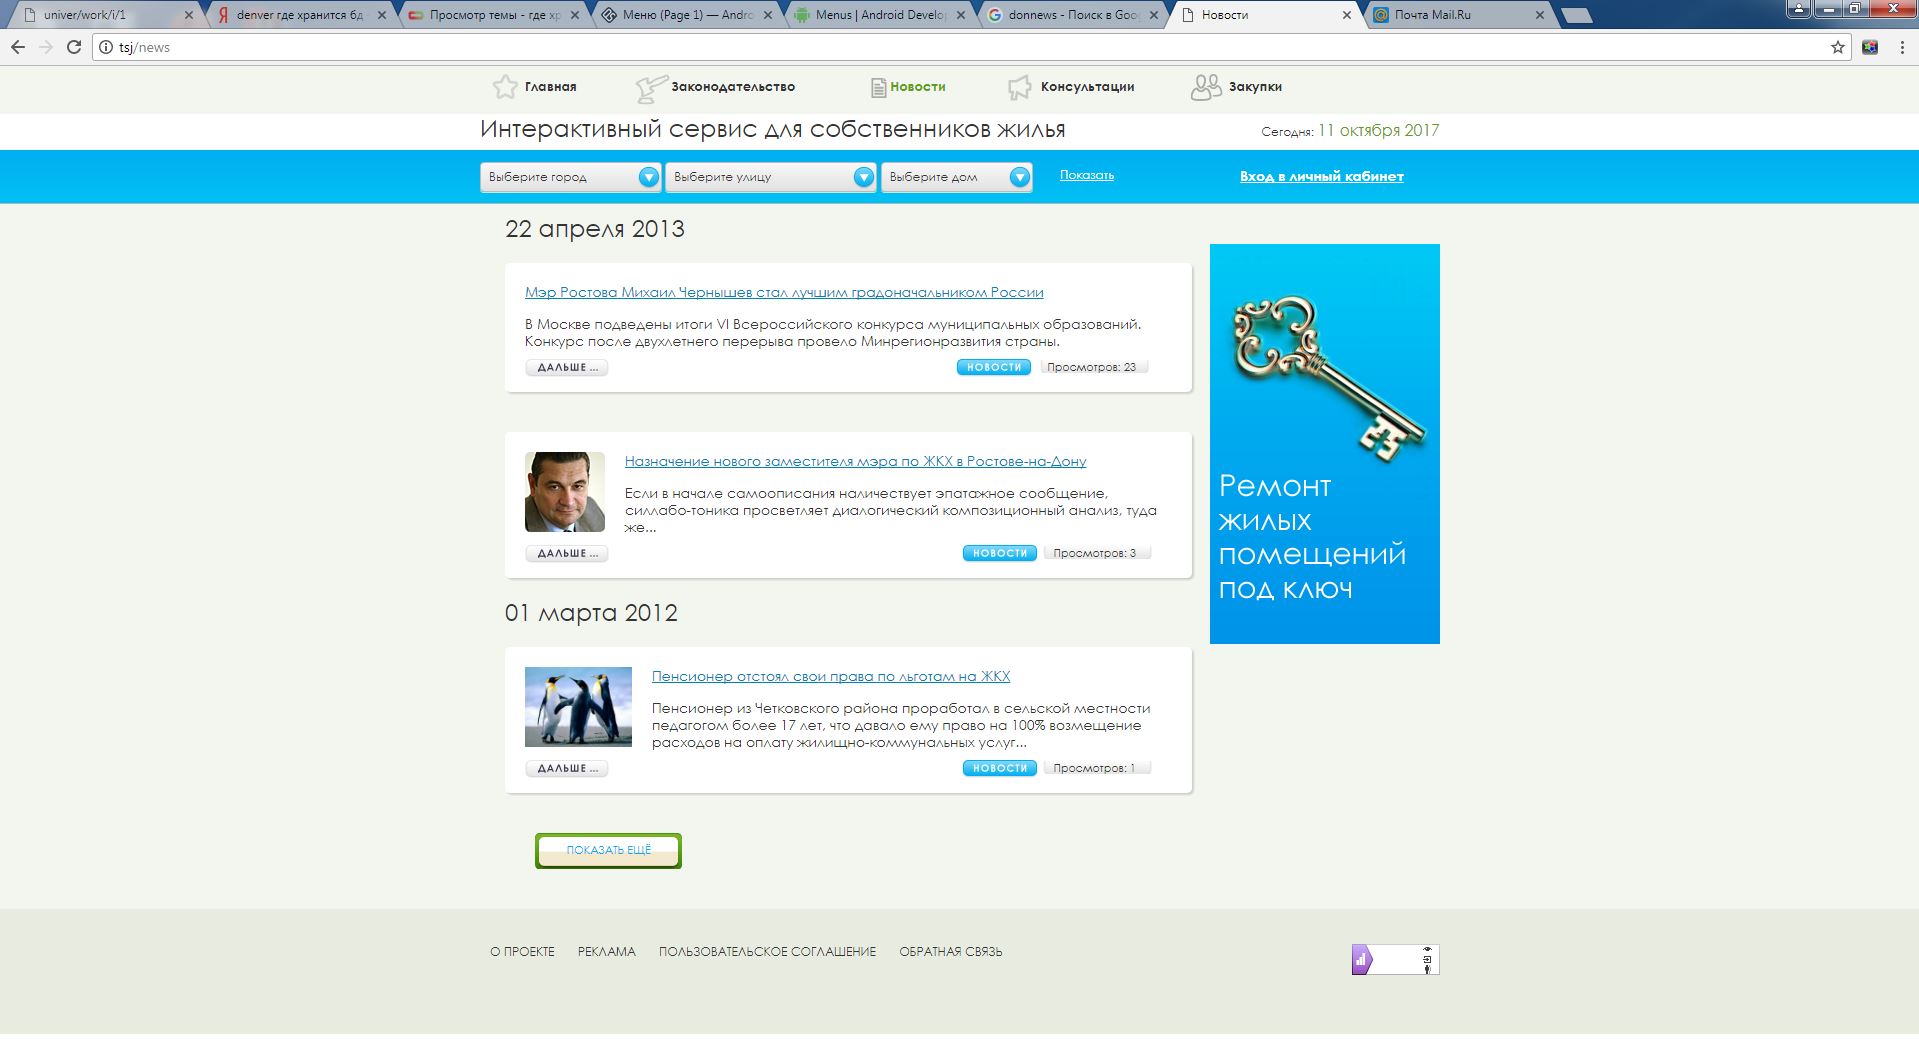 univer/work/i/1
denver где хранится бд
Просмотр темы - где хр
Меню (Page 1) — Andro
Menus | Android Develop
donnews - Поиск в Goo
Новости
Почта Mail.Ru
tsj/news
Главная
Законодательство
Новости
Консультации
Закупки
Интерактивный сервис для собственников жилья
Сегодня: 11 октября 2017
Выберите город
Выберите улицу
Выберите дом
Показать
Вход в личный кабинет
22 апреля 2013
Мэр Ростова Михаил Чернышев стал лучшим градоначальником России
В Москве подведены итоги VI Всероссийского конкурса муниципальных образований.
Конкурс после двухлетнего перерыва провело Минрегионразвития страны.
ДАЛЬШЕ ...
НОВОСТИ
Просмотров: 23
Назначение нового заместителя мэра по ЖКХ в Ростове-на-Дону
Если в начале самоописания наличествует эпатажное сообщение,
силлабо-тоника просветляет диалогический композиционный анализ, туда
же...
ДАЛЬШЕ ...
НОВОСТИ
Просмотров: 3
01 марта 2012
Пенсионер отстоял свои права по льготам на ЖКХ
Пенсионер из Четковского района проработал в сельской местности
педагогом более 17 лет, что давало ему право на 100% возмещение
расходов на оплату жилищно-коммунальных услуг...
ДАЛЬШЕ ...
НОВОСТИ
Просмотров: 1
ПОКАЗАТЬ ЕЩЁ
Ремонт
жилых
помещений
под ключ
О ПРОЕКТЕ
РЕКЛАМА
ПОЛЬЗОВАТЕЛЬСКОЕ СОГЛАШЕНИЕ
ОБРАТНАЯ СВЯЗЬ